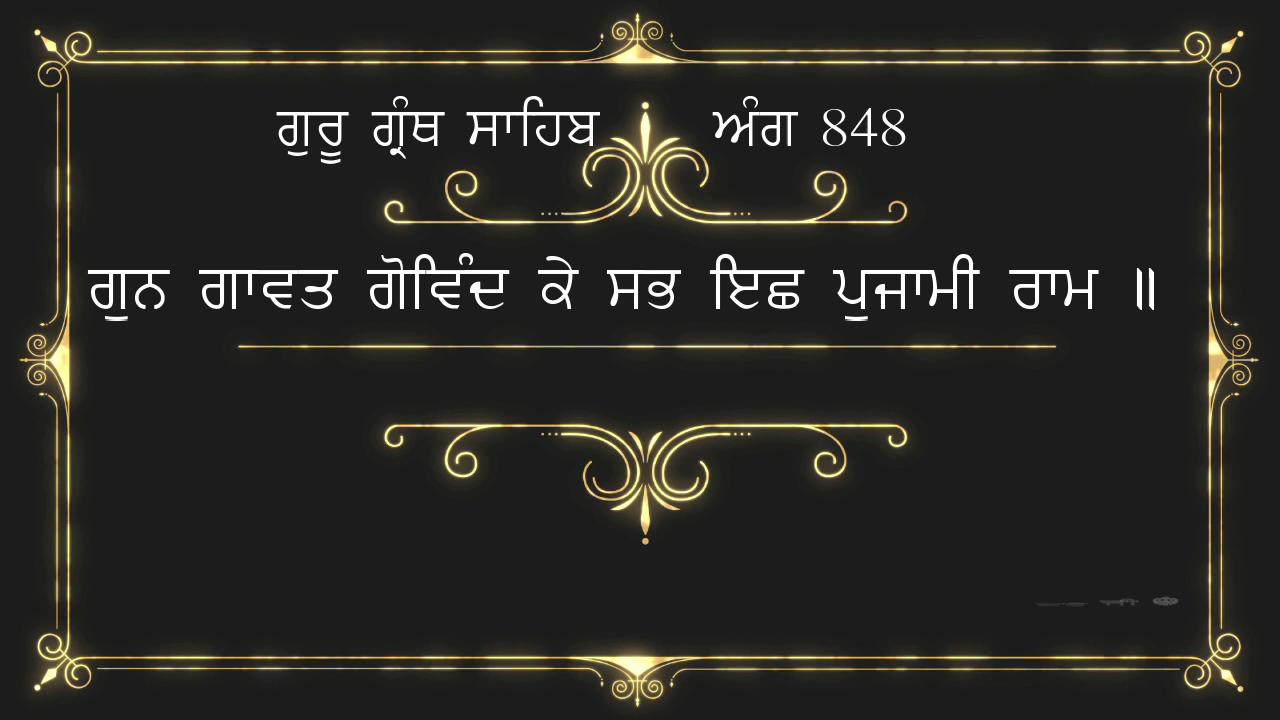 ਗੁਰੂ ਗ੍ਰੰਥ ਸਾਹਿਬ ਅੰਗ 848
ਗੁਨ ਗਾਵਤ ਗੋਵਿੰਦ ਕੇ ਸਭ ਇਛ ਪੁਜਾਮੀ ਰਾਮ ॥